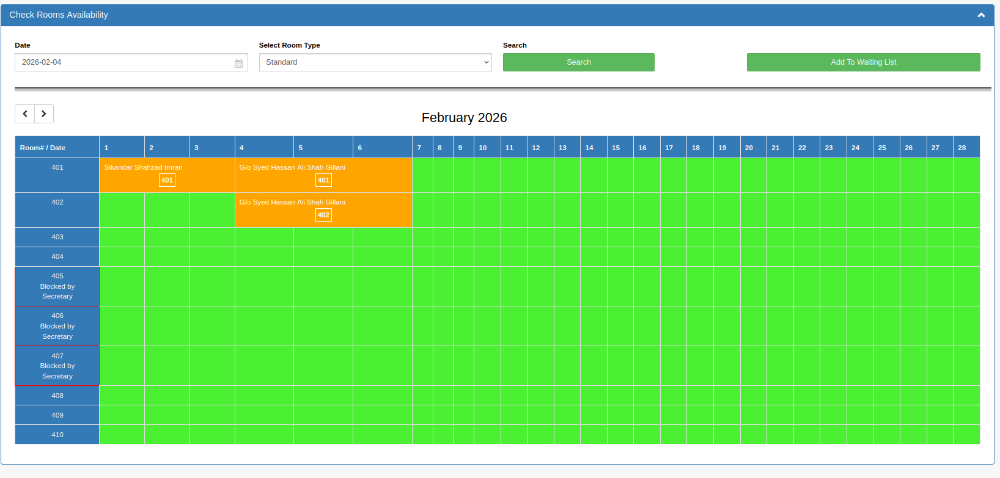 Check Rooms Availability
Date
Select Room Type
Search
2026-02-04
Standard
Search
Add To Waiting List
February 2026
Room# / Date 1 2 3 4 5 6 7 8 9 10 11 12 13 14 15 16 17 18 19 20 21 22 23 24 25 26 27 28
401 Sikandar Shahzad Imran G/o Syed Hassan Ali Shah Gillani
401 401
402 G/o Syed Hassan Ali Shah Gillani
402
403
404
405
Blocked by
Secretary
406
Blocked by
Secretary
407
Blocked by
Secretary
408
409
410